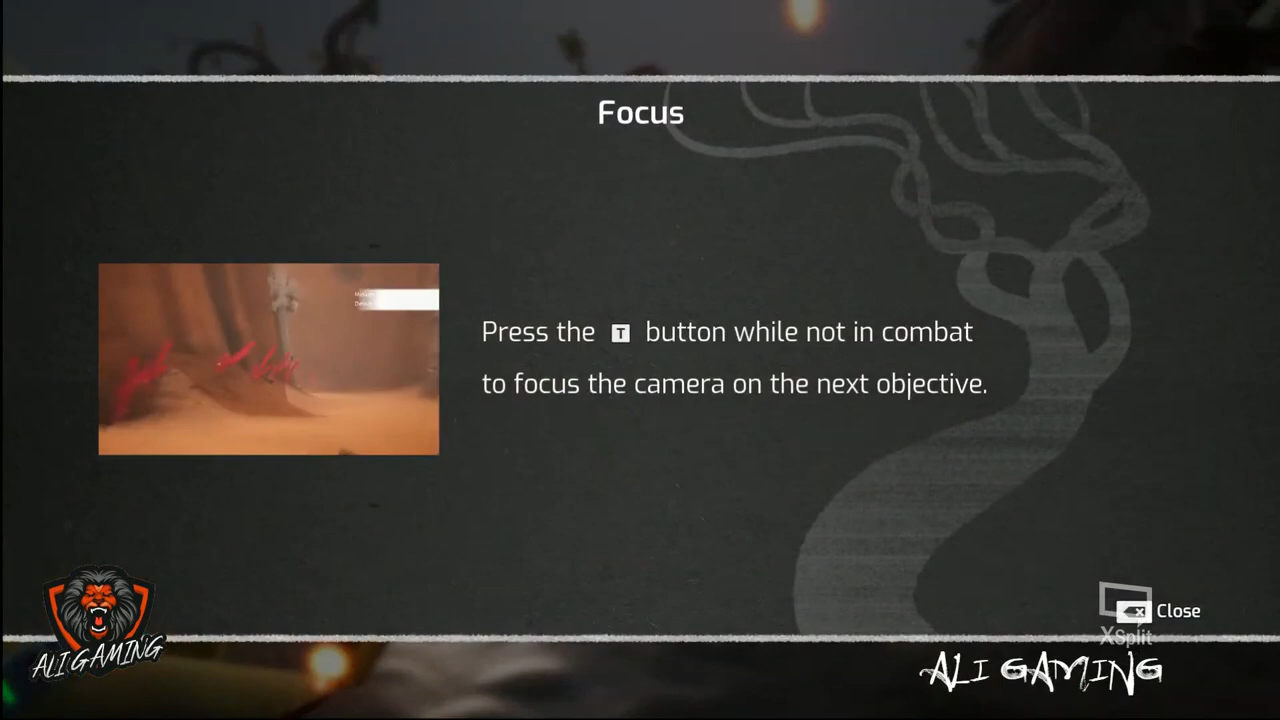 Focus
Press the T button while not in combat
to focus the camera on the next objective.
Close
XSplit
ALI GAMING
ALI GAMING